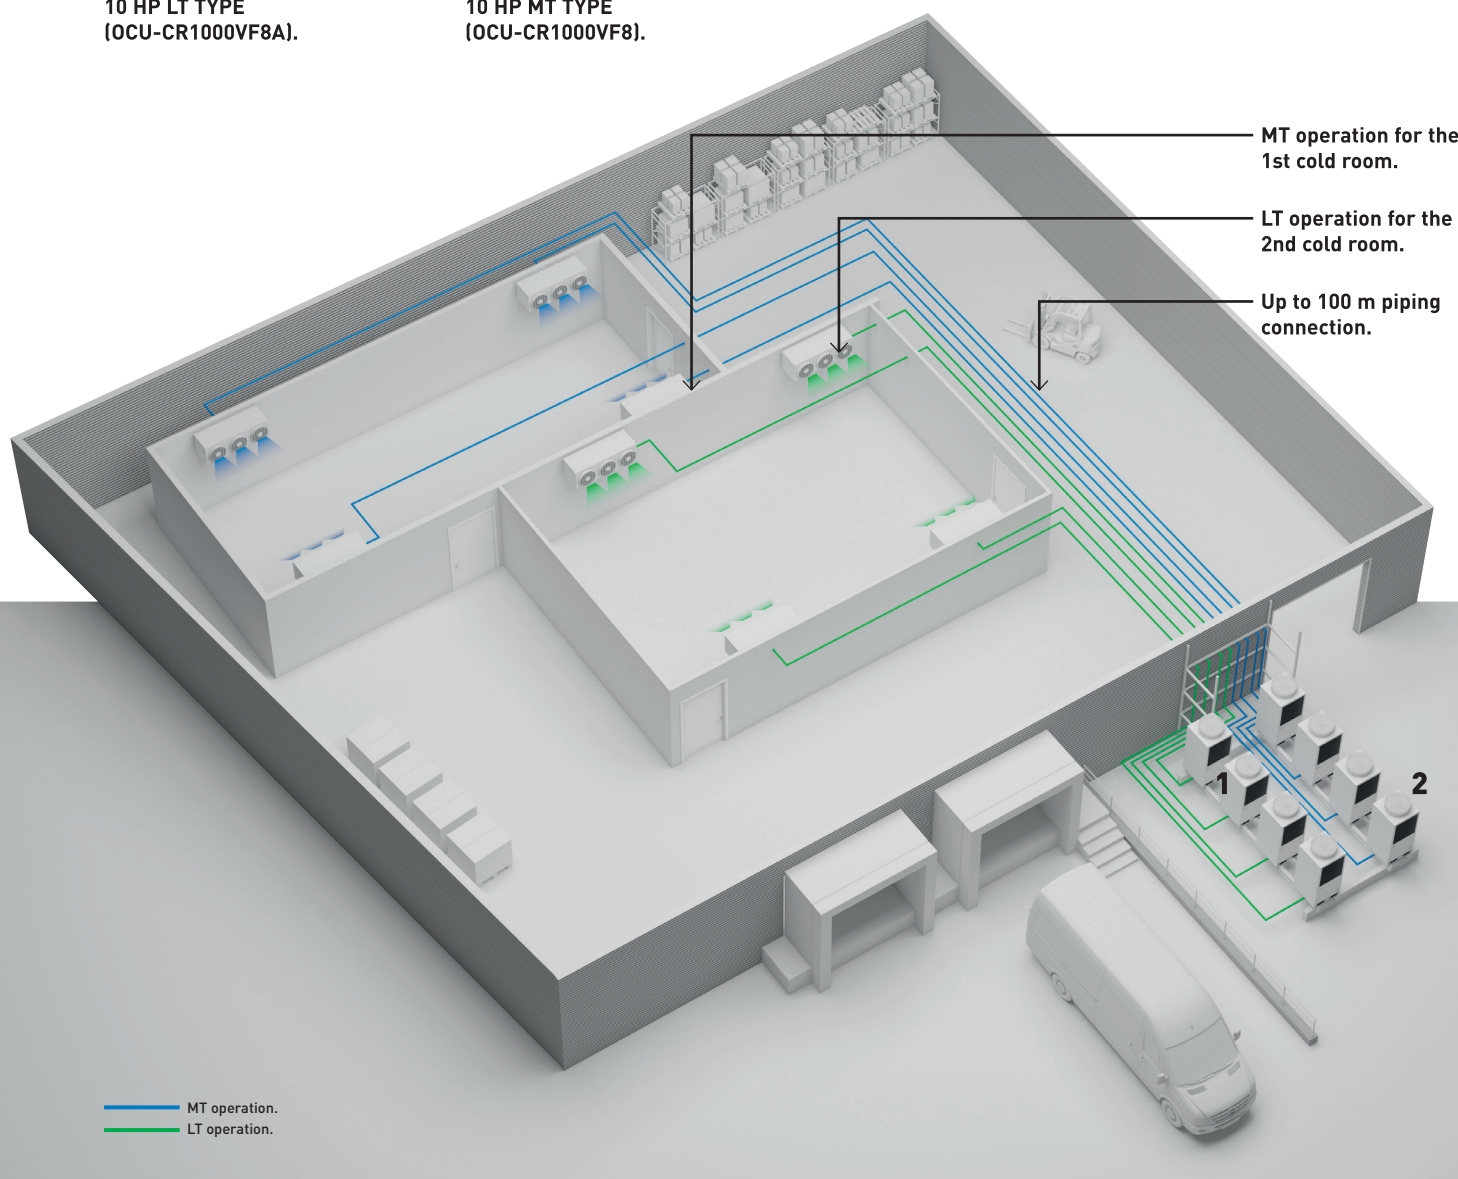 10 HP LT TYPE
(OCU-CR1000VF8A).
10 HP MT TYPE
(OCU-CR1000VF8).
MT operation for the
1st cold room.
LT operation for the
2nd cold room.
Up to 100 m piping
connection.
1
2
MT operation.
LT operation.